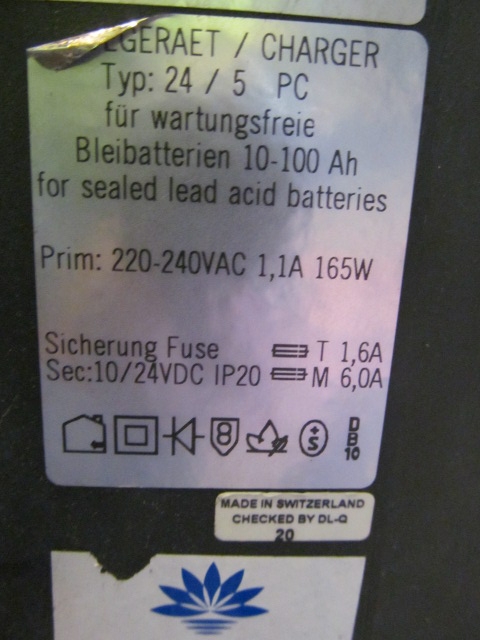 EGERAET / CHARGER
Typ: 24 / 5 PC
für wartungsfreie
Bleibatterien 10-100 Ah
for sealed lead acid batteries
Prim: 220-240VAC 1,1A 165W
Sicherung Fuse T 1,6A
Sec:10/24VDC IP20 M 6,0A
8
+S
DB10
MADE IN SWITZERLAND
CHECKED BY DL-Q
20